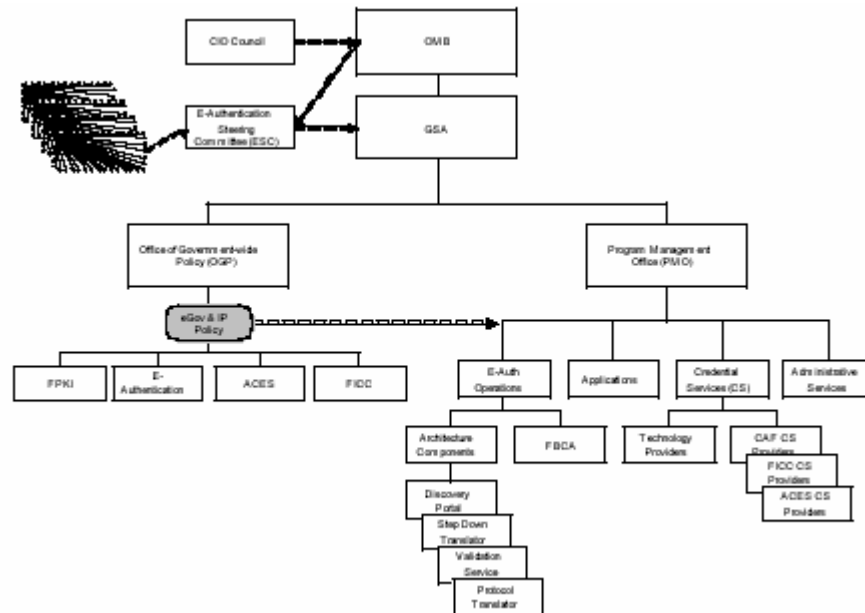 CIO Council
OMB
E-Authentication
Steering
Committee (ESC)
GSA
Office of Government-wide
Policy (OGP)
Program Management
Office (PMO)
eGov & IP
Policy
FPKI
E-
Authentication
ACES
FICC
E-Auth
Operations
Applications
Credential
Services (CS)
Administrative
Services
Architecture
Components
FBCA
Technology
Providers
CAF CS
Providers
FICC CS
Providers
ACES CS
Providers
Discovery
Portal
Step Down
Translator
Validation
Service
Protocol
Translator